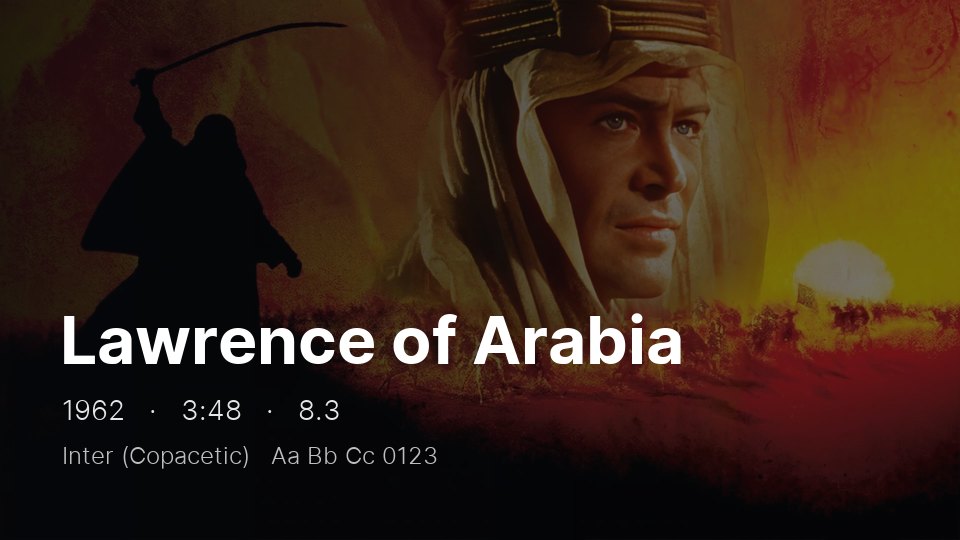 Lawrence of Arabia
1962 · 3:48 · 8.3
Inter (Copacetic) Aa Bb Cc 0123